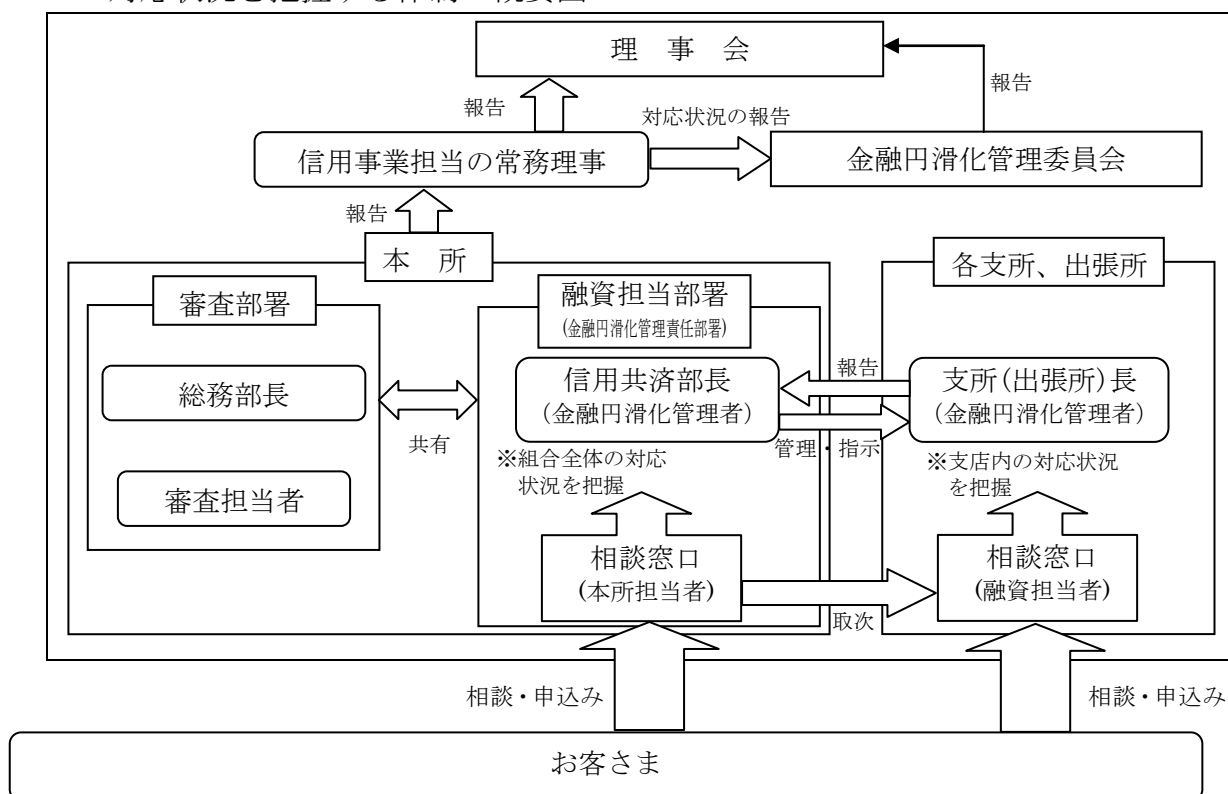 理　事　会
報告
対応状況の報告
報告
信用事業担当の常務理事
金融円滑化管理委員会
報告
本　所
各支所、出張所
審査部署
融資担当部署
(金融円滑化管理責任部署)
総務部長
共有
信用共済部長
(金融円滑化管理者)
報告
管理・指示
支所(出張所)長
(金融円滑化管理者)
※組合全体の対応
状況を把握
※支店内の対応状況
を把握
審査担当者
相談窓口
(本所担当者)
取次
相談窓口
(融資担当者)
相談・申込み
相談・申込み
お客さま